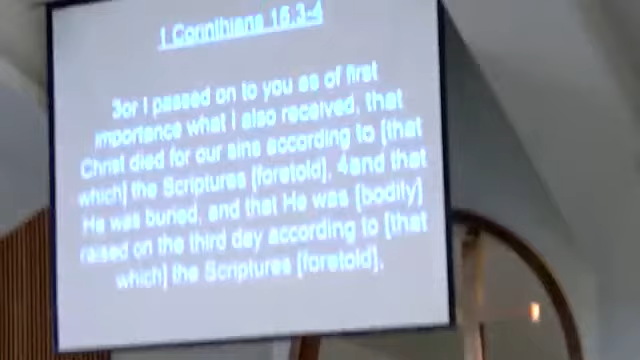 1 Corinthians 15.3-4
3or I passed on to you as of first
importance what I also received, that
Christ died for our sins according to [that
which] the Scriptures [foretold], 4and that
He was buried, and that He was [bodily]
raised on the third day according to [that
which] the Scriptures [foretold],